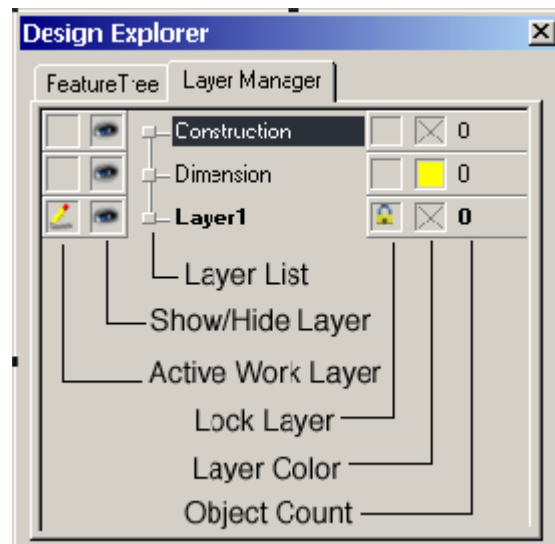 Design Explorer
FeatureTree Layer Manager
Construction 0
Dimension 0
Layer1 0
Layer List
Show/Hide Layer
Active Work Layer
Lock Layer
Layer Color
Object Count